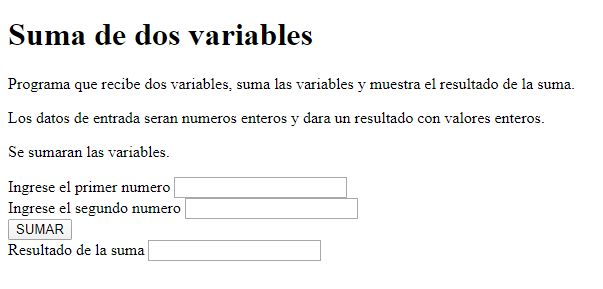 Suma de dos variables
Programa que recibe dos variables, suma las variables y muestra el resultado de la suma.
Los datos de entrada seran numeros enteros y dara un resultado con valores enteros.
Se sumaran las variables.
Ingrese el primer numero
Ingrese el segundo numero
SUMAR
Resultado de la suma